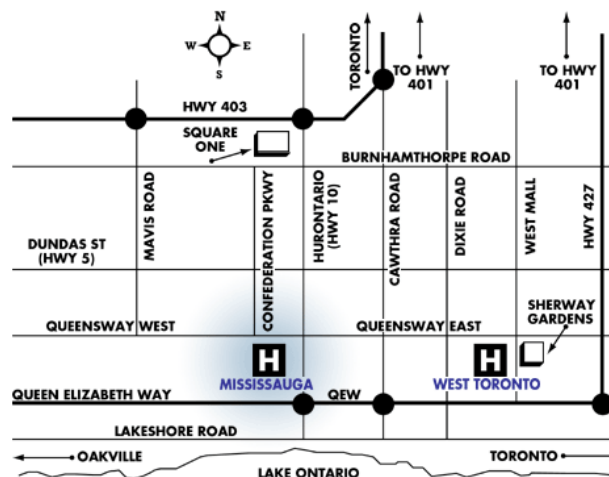 N
W E
S
TORONTO
TO HWY
401
TO HWY
401
HWY 403
SQUARE
ONE
BURNHAMTHORPE ROAD
MAVIS ROAD
CONFEDERATION PKWY
HURONTARIO
(HWY 10)
CAWTHRA ROAD
DIXIE ROAD
WEST MALL
HWY 427
DUNDAS ST
(HWY 5)
SHERWAY
GARDENS
QUEENSWAY WEST
QUEENSWAY EAST
H
MISSISSAUGA
H
WEST TORONTO
QUEEN ELIZABETH WAY
QEW
LAKESHORE ROAD
OAKVILLE
TORONTO
LAKE ONTARIO